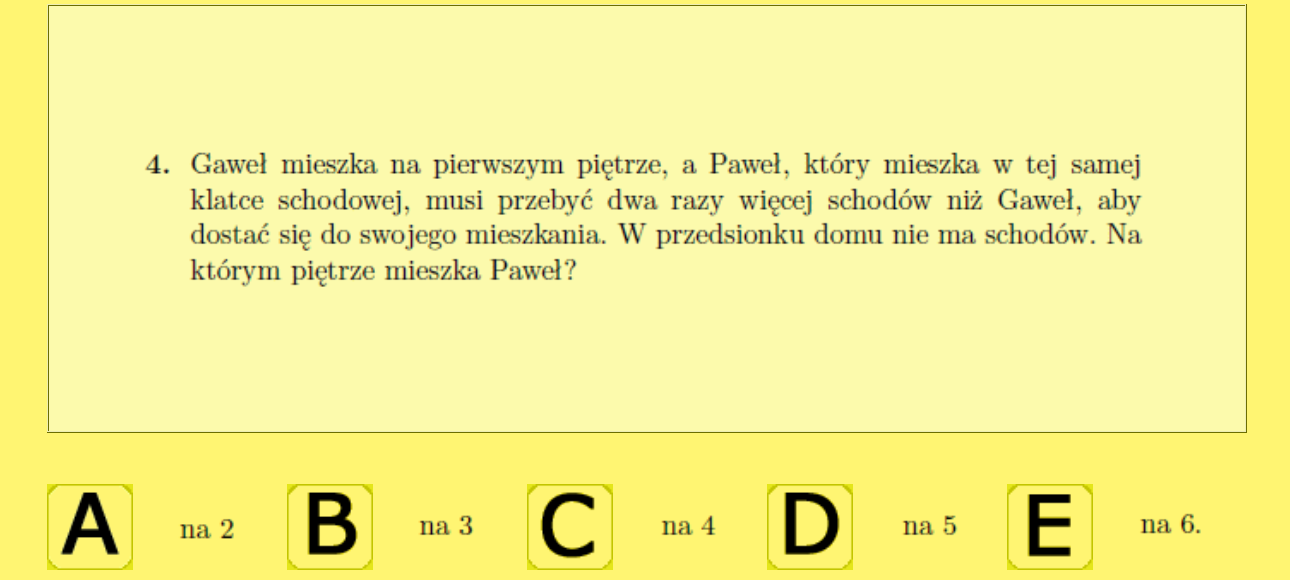 4. Gaweł mieszka na pierwszym piętrze, a Paweł, który mieszka w tej samej
klatce schodowej, musi przebyć dwa razy więcej schodów niż Gaweł, aby
dostać się do swojego mieszkania. W przedsionku domu nie ma schodów. Na
którym piętrze mieszka Paweł?
A na 2 B na 3 C na 4 D na 5 E na 6.